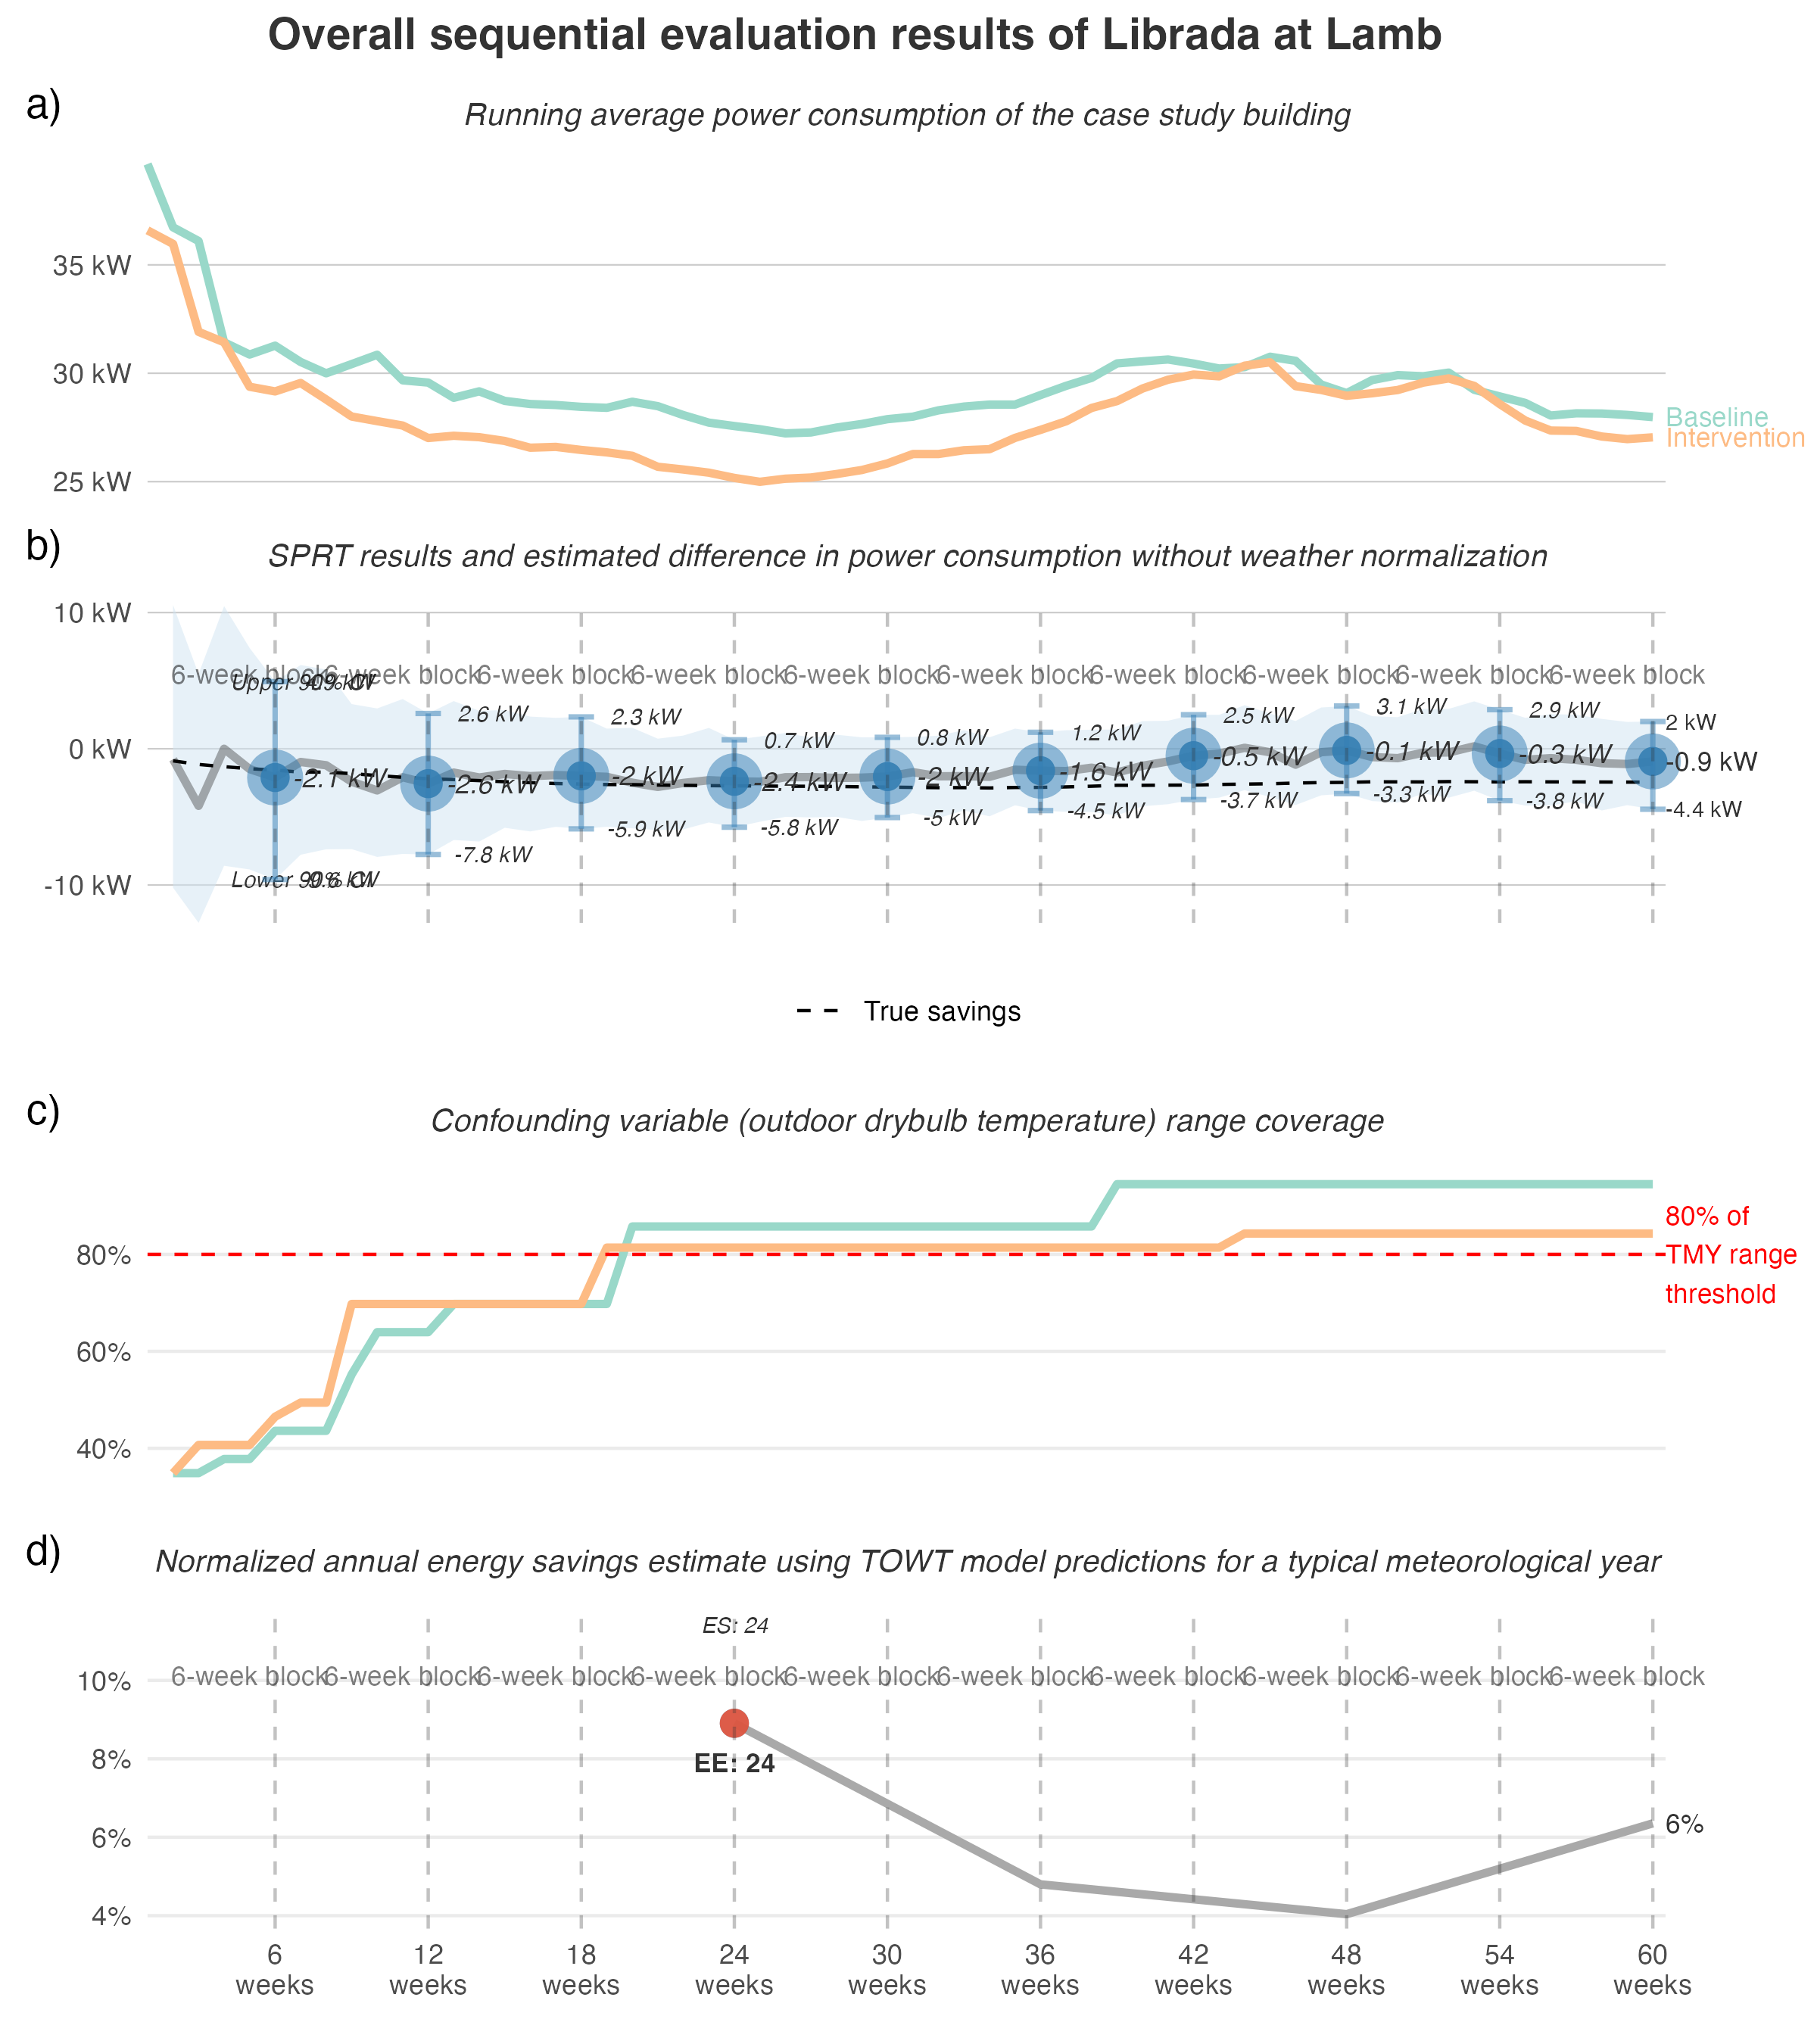 Overall sequential evaluation results of Librada at Lamb
a)
Running average power consumption of the case study building
35 kW
30 kW
25 kW
Baseline
Intervention
b)
SPRT results and estimated difference in power consumption without weather normalization
10 kW
0 kW
-10 kW
6-week block 6-week block 6-week block 6-week block 6-week block 6-week block 6-week block 6-week block 6-week block 6-week block
Upper 90% CI
4.9 kW
2.6 kW
2.3 kW
0.7 kW
0.8 kW
1.2 kW
2.5 kW
3.1 kW
2.9 kW
2 kW
-2.1 kW
-2.6 kW
-2 kW
-2.4 kW
-2 kW
-1.6 kW
-0.5 kW
-0.1 kW
-0.3 kW
-0.9 kW
Lower 90% CI
-9.6 kW
-7.8 kW
-5.9 kW
-5.8 kW
-5 kW
-4.5 kW
-3.7 kW
-3.3 kW
-3.8 kW
-4.4 kW
True savings
c)
Confounding variable (outdoor drybulb temperature) range coverage
80%
60%
40%
80% of
TMY range
threshold
d)
Normalized annual energy savings estimate using TOWT model predictions for a typical meteorological year
ES: 24
10%
8%
6%
4%
6-week block 6-week block 6-week block 6-week block 6-week block 6-week block 6-week block 6-week block 6-week block 6-week block
EE: 24
6%
6 weeks
12 weeks
18 weeks
24 weeks
30 weeks
36 weeks
42 weeks
48 weeks
54 weeks
60 weeks